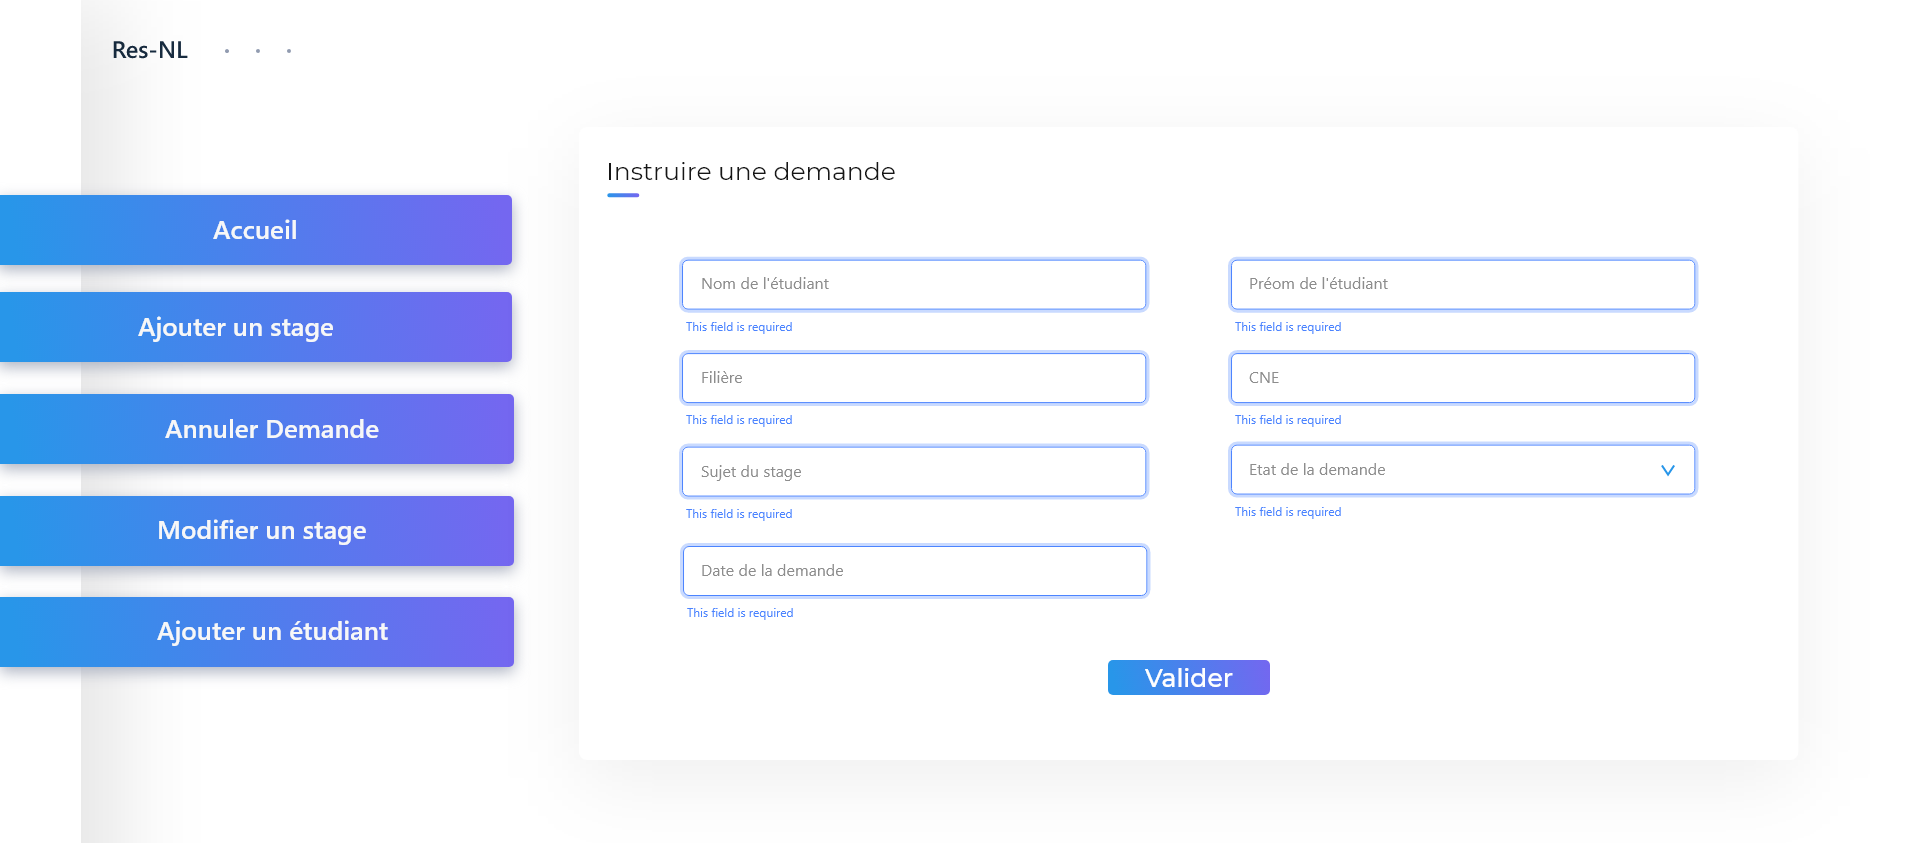 Res-NL
Accueil
Ajouter un stage
Annuler Demande
Modifier un stage
Ajouter un étudiant
Instruire une demande
Nom de l'étudiant
This field is required
Préom de l'étudiant
This field is required
Filière
This field is required
CNE
This field is required
Sujet du stage
This field is required
Etat de la demande
This field is required
Date de la demande
This field is required
Valider